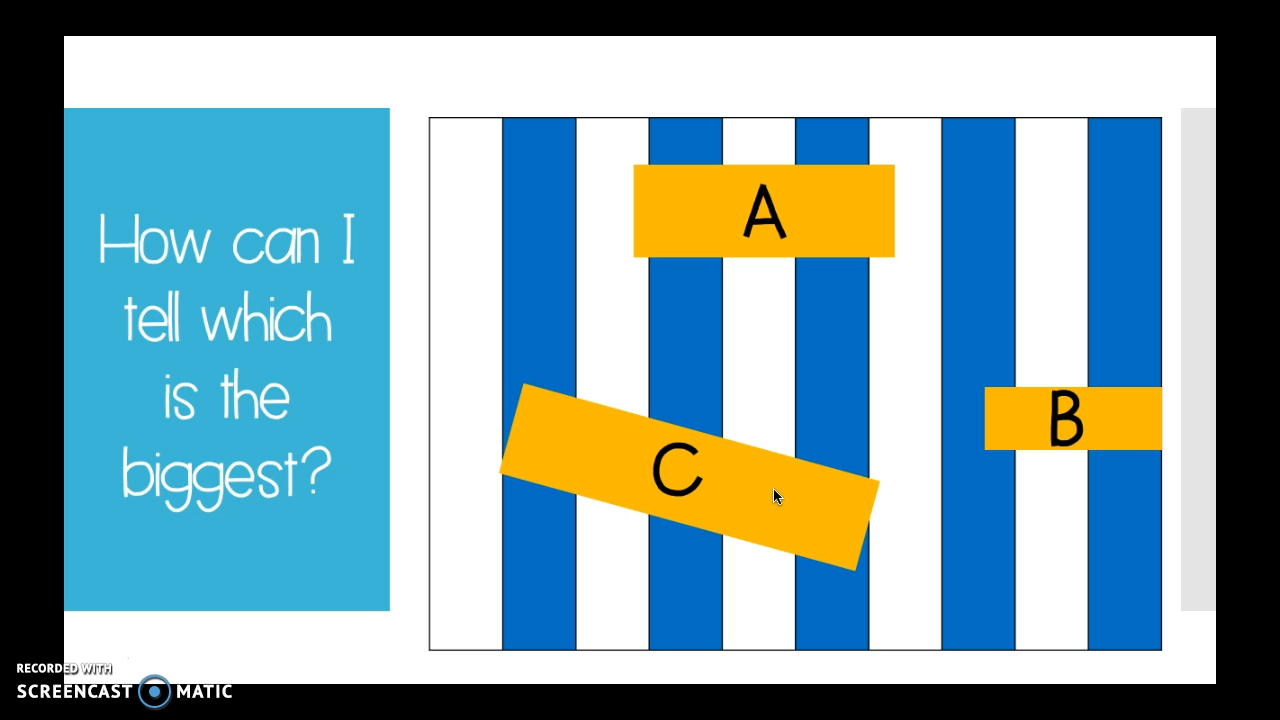 How can I
tell which
is the
biggest?
A
B
C
RECORDED WITH
SCREENCAST MATIC